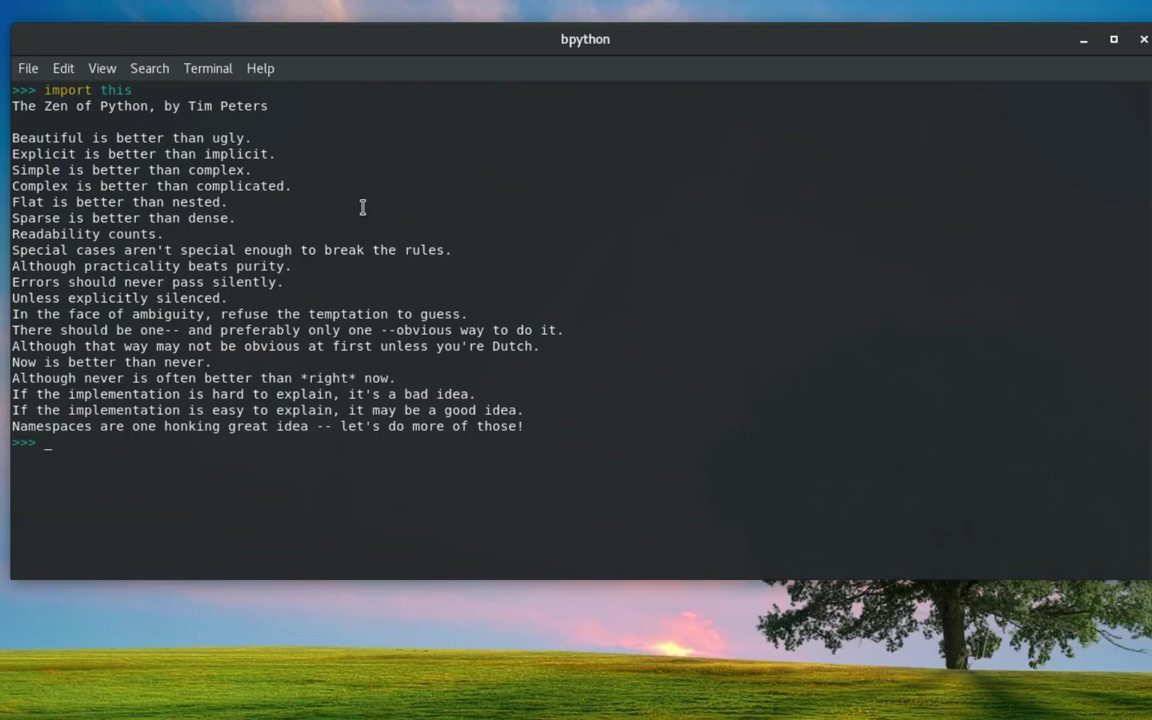 bpython
File Edit View Search Terminal Help
>>> import this
The Zen of Python, by Tim Peters
Beautiful is better than ugly.
Explicit is better than implicit.
Simple is better than complex.
Complex is better than complicated.
Flat is better than nested.
Sparse is better than dense.
Readability counts.
Special cases aren't special enough to break the rules.
Although practicality beats purity.
Errors should never pass silently.
Unless explicitly silenced.
In the face of ambiguity, refuse the temptation to guess.
There should be one-- and preferably only one --obvious way to do it.
Although that way may not be obvious at first unless you're Dutch.
Now is better than never.
Although never is often better than *right* now.
If the implementation is hard to explain, it's a bad idea.
If the implementation is easy to explain, it may be a good idea.
Namespaces are one honking great idea -- let's do more of those!
>>> _